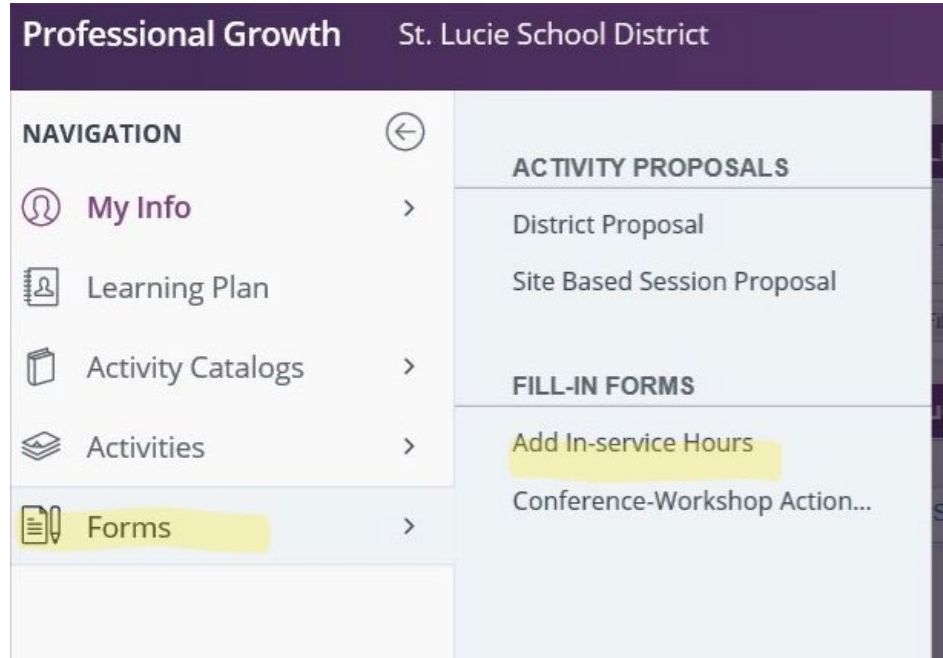 Professional Growth St. Lucie School District
NAVIGATION
My Info
Learning Plan
Activity Catalogs
Activities
Forms
ACTIVITY PROPOSALS
District Proposal
Site Based Session Proposal
FILL-IN FORMS
Add In-service Hours
Conference-Workshop Action...